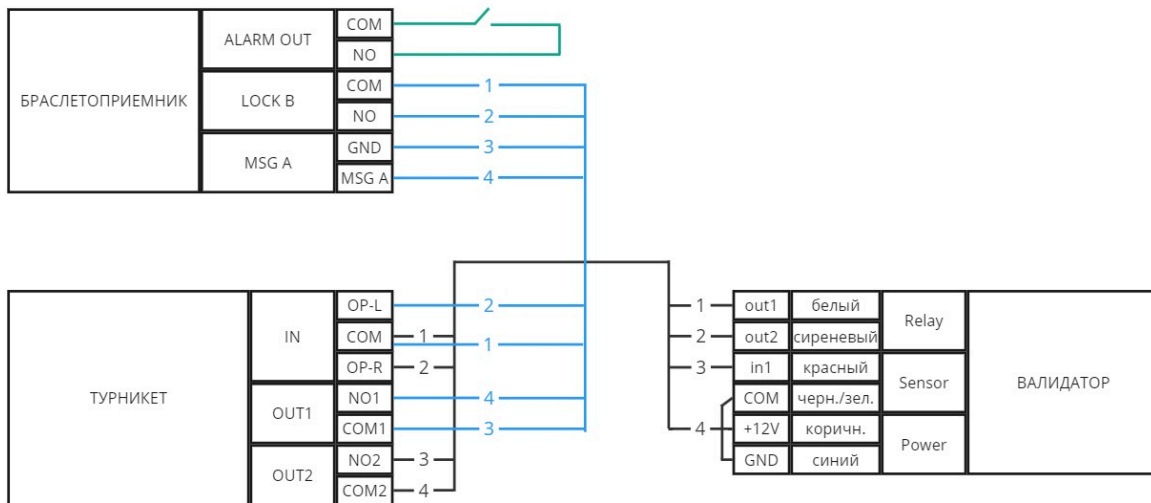 БРАСЛЕТОПРИЕМНИК
ALARM OUT
COM
NO
LOCK B
COM
1
NO
2
MSG A
GND
3
MSG A
4
ТУРНИКЕТ
IN
OP-L
2
COM
1
1
OP-R
2
OUT1
NO1
4
COM1
3
OUT2
NO2
3
COM2
4
1
out1
белый
Relay
2
out2
сиреневый
3
in1
красный
Sensor
COM
черн./зел.
4
+12V
коричн.
Power
GND
синий
ВАЛИДАТОР